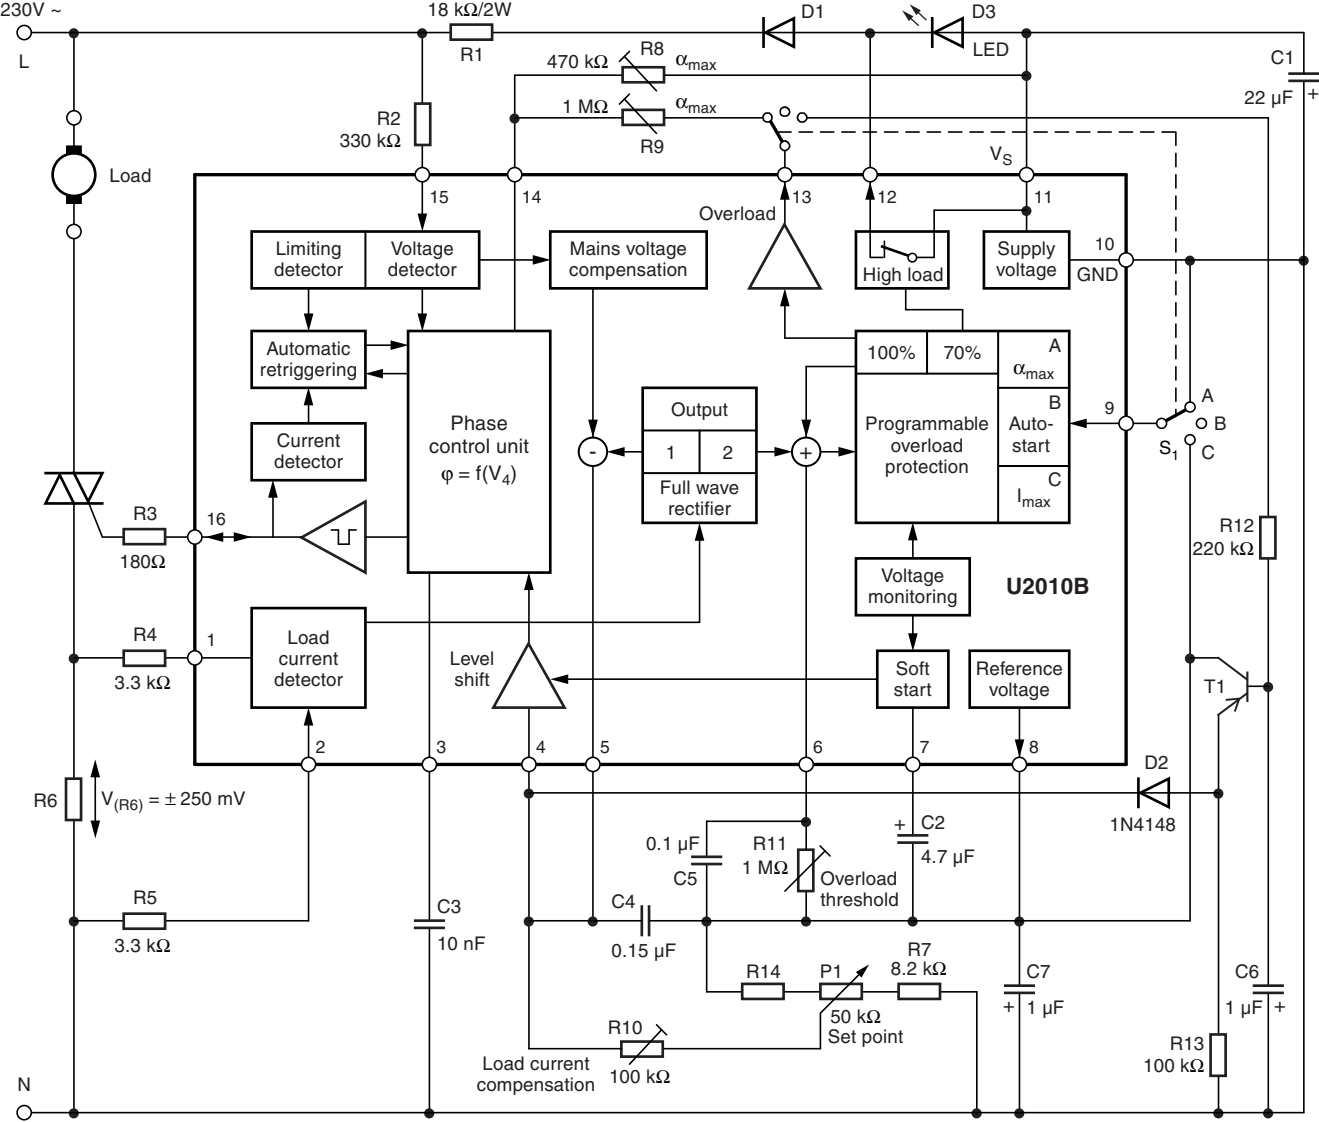 230V ~
L
18 kΩ/2W
R1
D1
D3
LED
C1
22 µF
+
470 kΩ
R8
αmax
1 MΩ
αmax
R9
R2
330 kΩ
Load
VS
15
14
13
12
11
Overload
Limiting
detector
Voltage
detector
Mains voltage
compensation
High load
Supply
voltage
10
GND
Automatic
retriggering
100%
70%
A
αmax
Phase
control unit
φ = f(V4)
Current
detector
Output
1
2
Full wave
rectifier
-
+
Programmable
overload
protection
B
Auto-
start
C
Imax
9
A
B
S1
C
R3
180Ω
16
R12
220 kΩ
Voltage
monitoring
U2010B
R4
3.3 kΩ
1
Load
current
detector
Level
shift
Soft
start
Reference
voltage
T1
2
3
4
5
6
7
8
R6
V(R6) = ± 250 mV
D2
1N4148
0.1 µF
C5
R11
1 MΩ
Overload
threshold
+
C2
4.7 µF
R5
3.3 kΩ
C3
10 nF
C4
0.15 µF
R14
P1
50 kΩ
Set point
R7
8.2 kΩ
C7
1 µF
+
C6
1 µF
+
R10
100 kΩ
Load current
compensation
R13
100 kΩ
N